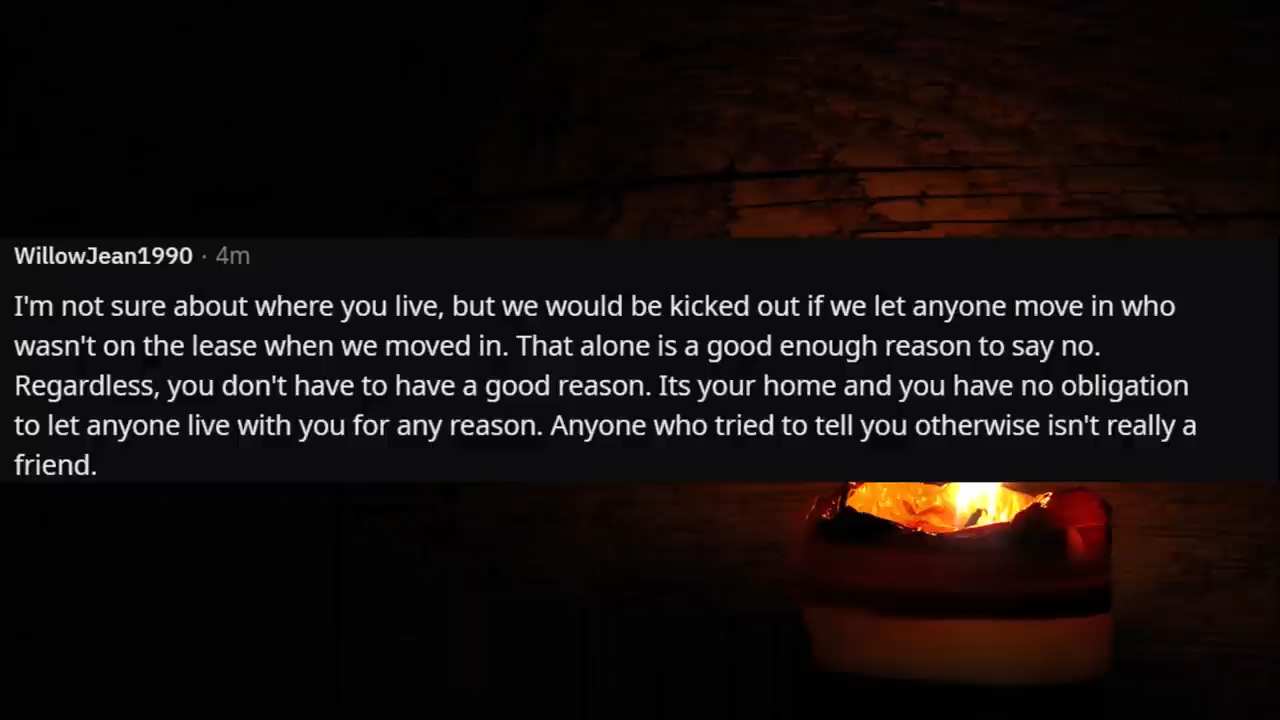 WillowJean1990 · 4m
I'm not sure about where you live, but we would be kicked out if we let anyone move in who
wasn't on the lease when we moved in. That alone is a good enough reason to say no.
Regardless, you don't have to have a good reason. Its your home and you have no obligation
to let anyone live with you for any reason. Anyone who tried to tell you otherwise isn't really a
friend.